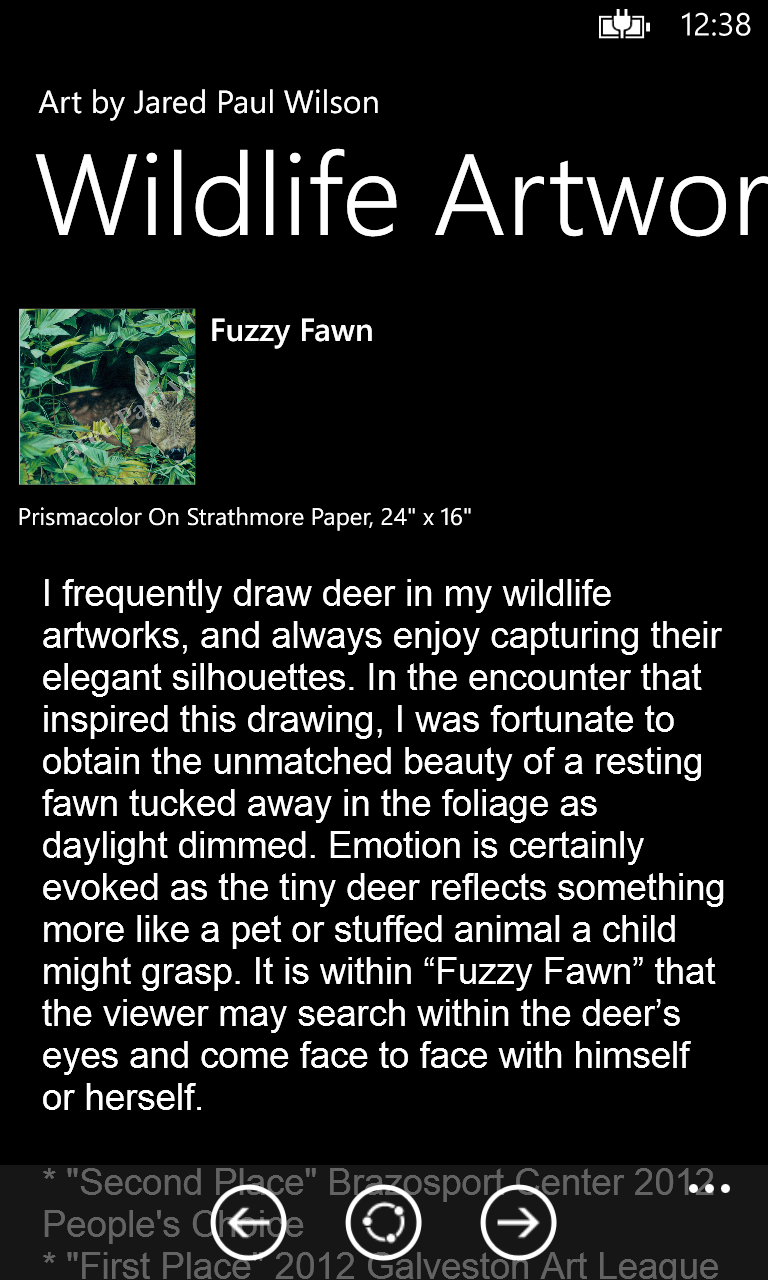 12:38
Art by Jared Paul Wilson
Wildlife Artwor
Fuzzy Fawn
Prismacolor On Strathmore Paper, 24" x 16"
I frequently draw deer in my wildlife
artworks, and always enjoy capturing their
elegant silhouettes. In the encounter that
inspired this drawing, I was fortunate to
obtain the unmatched beauty of a resting
fawn tucked away in the foliage as
daylight dimmed. Emotion is certainly
evoked as the tiny deer reflects something
more like a pet or stuffed animal a child
might grasp. It is within “Fuzzy Fawn” that
the viewer may search within the deer’s
eyes and come face to face with himself
or herself.
* "Second Place" Brazosport Center 2012
People's Choice
* "First Place" 2012 Galveston Art League